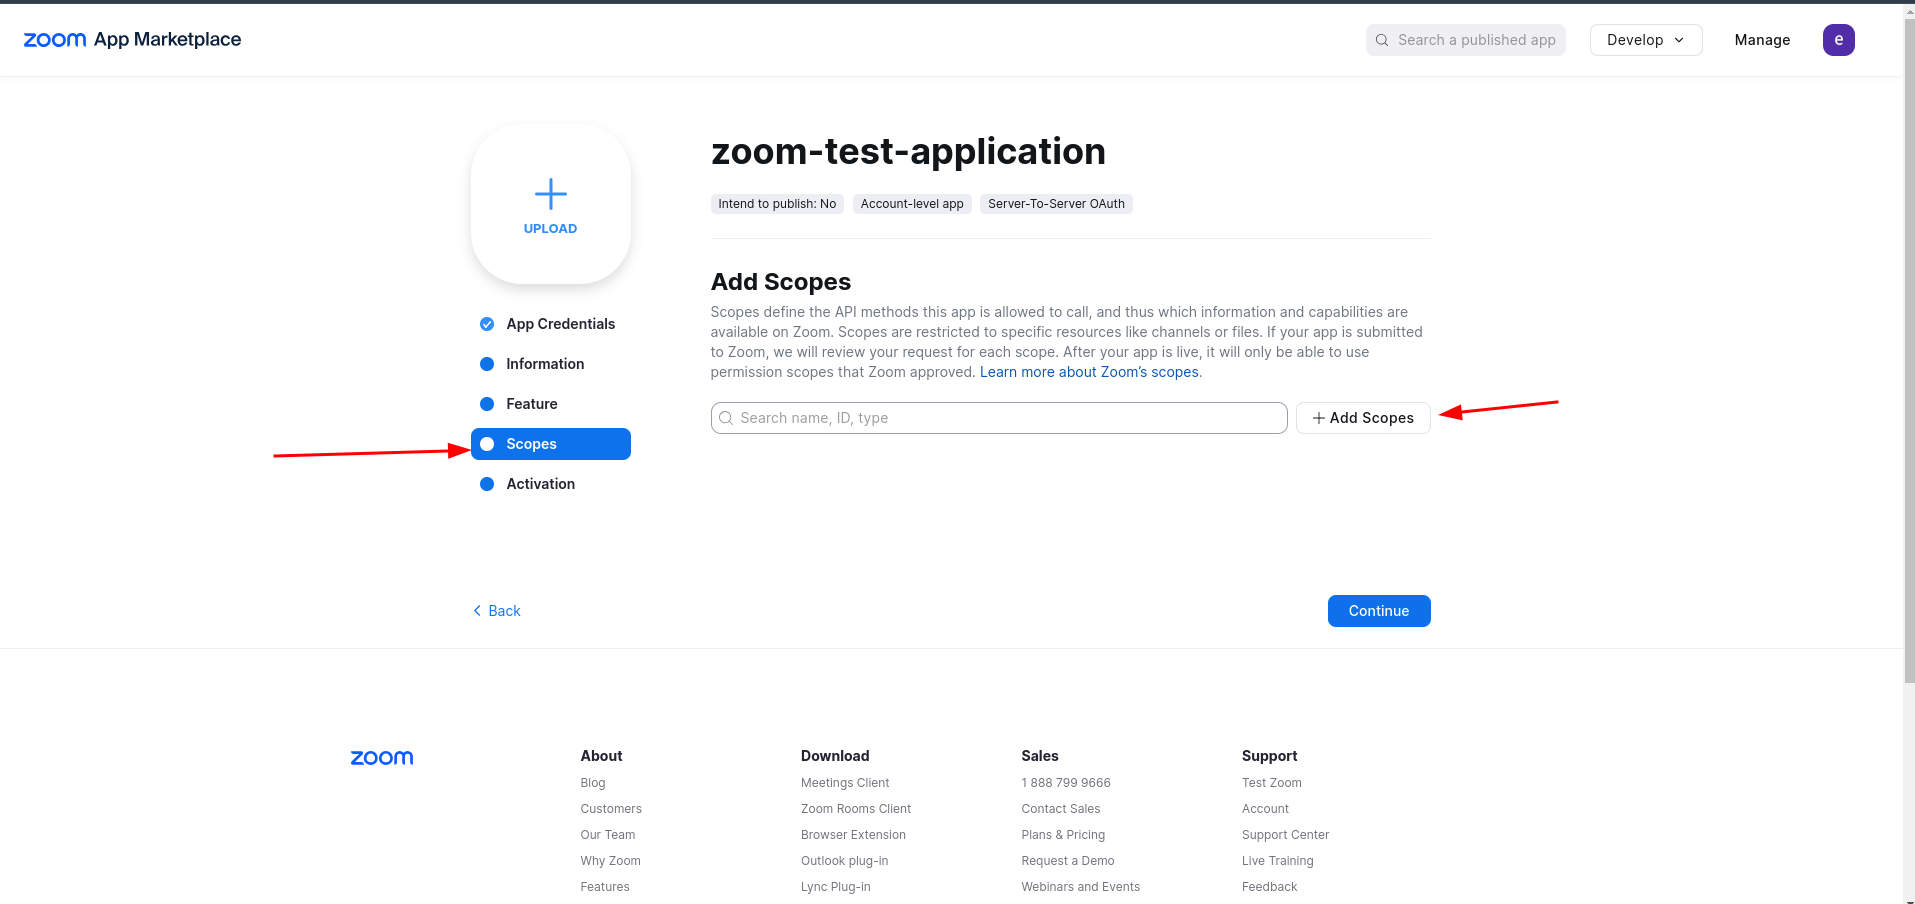 zoom App Marketplace
Search a published app
Develop
Manage
e
UPLOAD
App Credentials
Information
Feature
Scopes
Activation
zoom-test-application
Intend to publish: No
Account-level app
Server-To-Server OAuth
Add Scopes
Scopes define the API methods this app is allowed to call, and thus which information and capabilities are
available on Zoom. Scopes are restricted to specific resources like channels or files. If your app is submitted
to Zoom, we will review your request for each scope. After your app is live, it will only be able to use
permission scopes that Zoom approved. Learn more about Zoom's scopes.
Search name, ID, type
Add Scopes
Back
Continue
zoom
About
Blog
Customers
Our Team
Why Zoom
Features
Download
Meetings Client
Zoom Rooms Client
Browser Extension
Outlook plug-in
Lync Plug-in
Sales
1 888 799 9666
Contact Sales
Plans & Pricing
Request a Demo
Webinars and Events
Support
Test Zoom
Account
Support Center
Live Training
Feedback